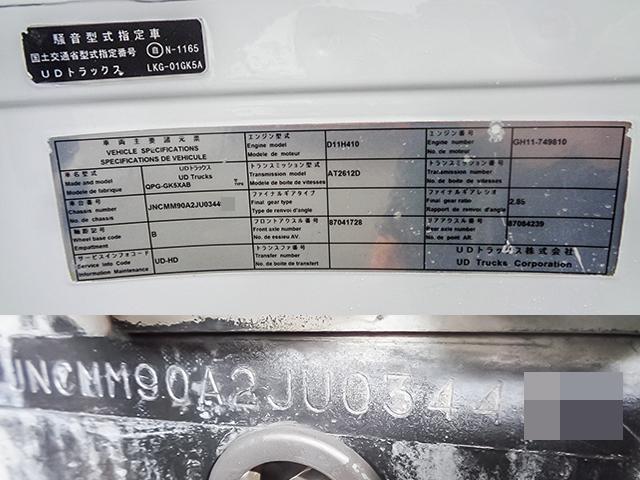 騒音型式指定車
国土交通省型式指定番号 自 N-1165
UDトラックス LKG-01GK5A
車両主要諸元票
VEHICLE SPECIFICATIONS
SPECIFICATIONS DE VEHICULE
車名型式
Made and model
Modele de fabrique
UDトラックス
UD Trucks
QPG-GK5XAB
車台番号
Chassis number
No. de chassis
JNCMM90A2JU0344
軸距記号
Wheel base code
Empattement
B
サービスインフォコード
Service Info Code
Information Maintenance
UD-HD
エンジン型式
Engine model
Modele de moteur
D11H410
トランスミッション型式
Transmission model
Modele de boite de vitesses
AT2612D
ファイナルギアタイプ
Final gear type
Type de renvoi d'angle
フロントアクスル番号
Front axle number
No. de essieu AV.
87041728
トランスファ番号
Transfer number
No. de boite de transfert
エンジン番号
Engine number
No. de moteur
GH11-749810
トランスミッション番号
Transmission number
No. de boite de vitesses
ファイナルギアレシオ
Final gear ratio
Rapport de renvoi d'angle
2.85
リアアクスル番号
Rear axle number
No. de pont AR.
87064239
UDトラックス株式会社
UD Trucks Corporation
JNCMM90A2JU0344